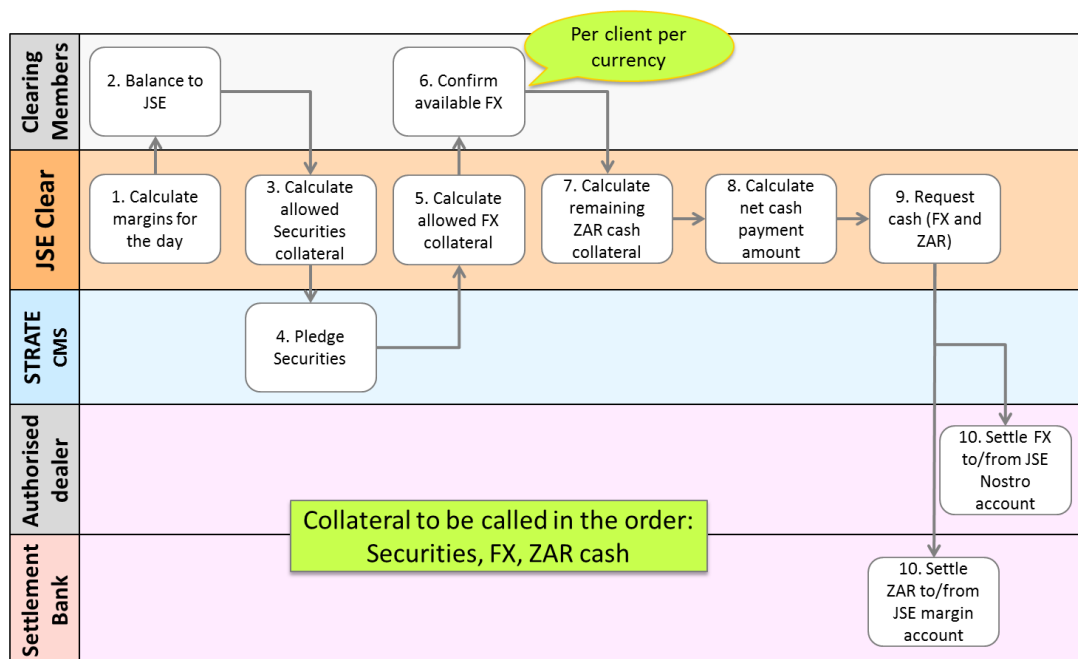 Per client per
currency
Clearing
Members
2. Balance to
JSE
6. Confirm
available FX
JSE Clear
1. Calculate
margins for
the day
3. Calculate
allowed
Securities
collateral
5. Calculate
allowed FX
collateral
7. Calculate
remaining
ZAR cash
collateral
8. Calculate
net cash
payment
amount
9. Request
cash (FX and
ZAR)
STRATE
CMS
4. Pledge
Securities
Authorised
dealer
10. Settle FX
to/from JSE
Nostro
account
Collateral to be called in the order:
Securities, FX, ZAR cash
Settlement
Bank
10. Settle
ZAR to/from
JSE margin
account